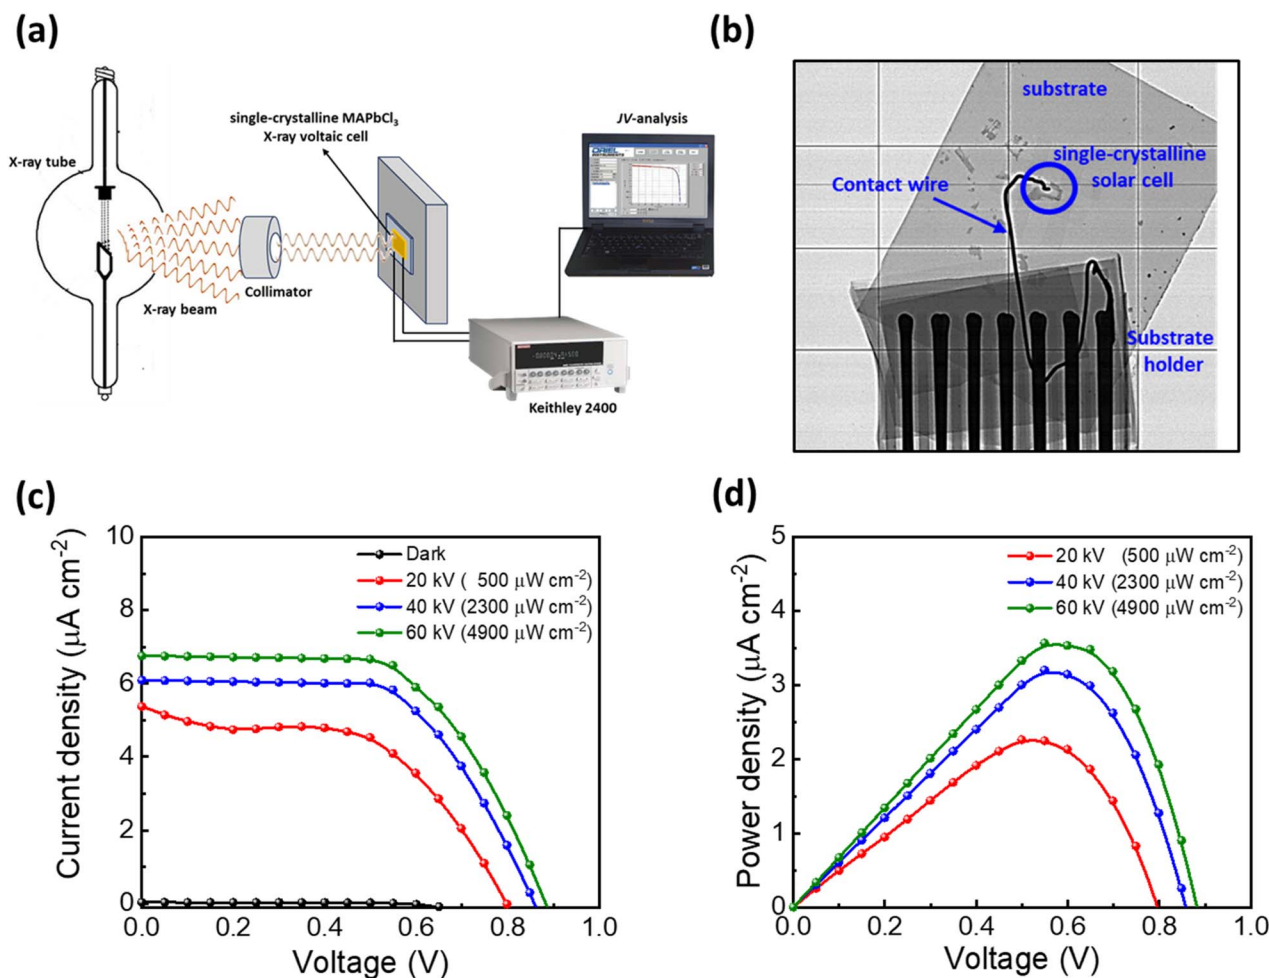 (a)
X-ray tube
single-crystalline MAPbCl₃
X-ray voltaic cell
JV-analysis
Collimator
X-ray beam
Keithley 2400
(b)
substrate
single-crystalline
solar cell
Contact wire
Substrate
holder
(c)
Current density (μA cm⁻²)
10
8
6
4
2
0
Dark
20 kV ( 500 μW cm⁻²)
40 kV (2300 μW cm⁻²)
60 kV (4900 μW cm⁻²)
0.0 0.2 0.4 0.6 0.8 1.0
Voltage (V)
(d)
Power density (μA cm⁻²)
5
4
3
2
1
0
20 kV (500 μW cm⁻²)
40 kV (2300 μW cm⁻²)
60 kV (4900 μW cm⁻²)
0.0 0.2 0.4 0.6 0.8 1.0
Voltage (V)